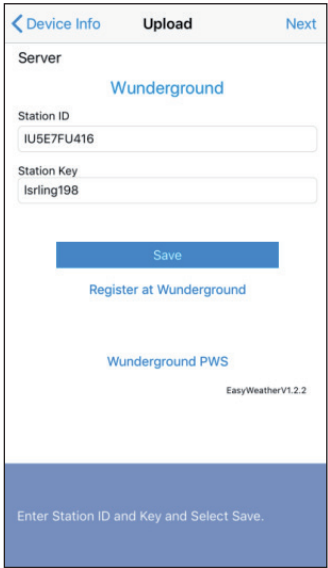 Device Info Upload Next
Server
Wunderground
Station ID
IU5E7FU416
Station Key
lsrling198
Save
Register at Wunderground
Wunderground PWS
EasyWeatherV1.2.2
Enter Station ID and Key and Select Save.